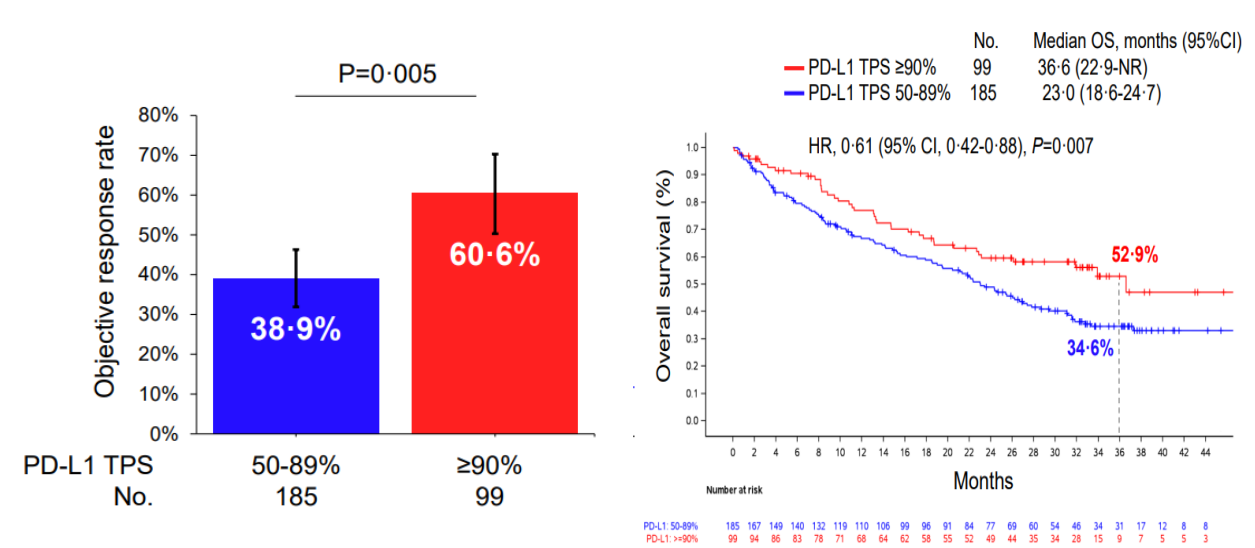 P=0·005
Objective response rate
80%
70%
60%
50%
40%
30%
20%
10%
0%
38·9%
60·6%
PD-L1 TPS 50-89% ≥90%
No. 185 99
No. Median OS, months (95%CI)
PD-L1 TPS ≥90% 99 36·6 (22·9-NR)
PD-L1 TPS 50-89% 185 23·0 (18·6-24·7)
HR, 0·61 (95% CI, 0·42-0·88), P=0·007
Overall survival (%)
1.0
0.9
0.8
0.7
0.6
0.5
0.4
0.3
0.2
0.1
0.0
52·9%
34·6%
0 2 4 6 8 10 12 14 16 18 20 22 24 26 28 30 32 34 36 38 40 42 44
Months
Number at risk
PD-L1: 50-89% 185 167 149 140 132 119 110 106 99 96 91 84 77 69 60 54 46 34 31 17 12 8 8
PD-L1: >=90% 99 94 86 83 78 71 68 64 62 58 55 52 49 44 35 34 28 15 9 7 5 5 3